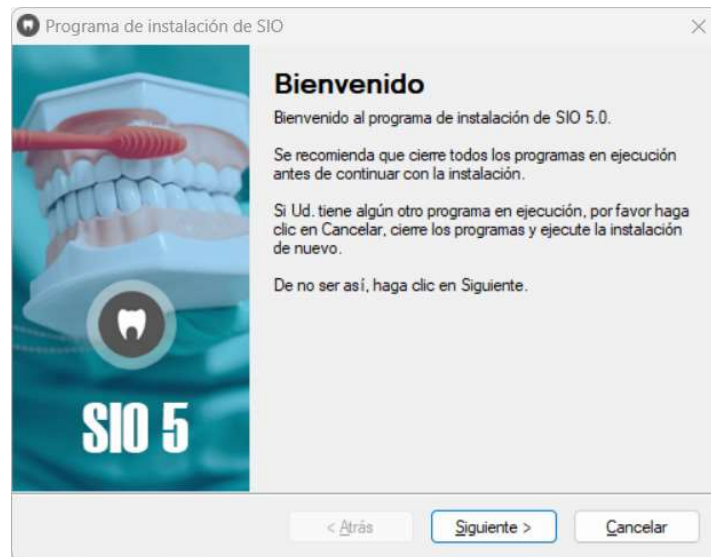 Programa de instalación de SIO
Bienvenido
Bienvenido al programa de instalación de SIO 5.0.
Se recomienda que cierre todos los programas en ejecución
antes de continuar con la instalación.
Si Ud. tiene algún otro programa en ejecución, por favor haga
clic en Cancelar, cierre los programas y ejecute la instalación
de nuevo.
De no ser así, haga clic en Siguiente.
SIO 5
< Atrás
Siguiente >
Cancelar